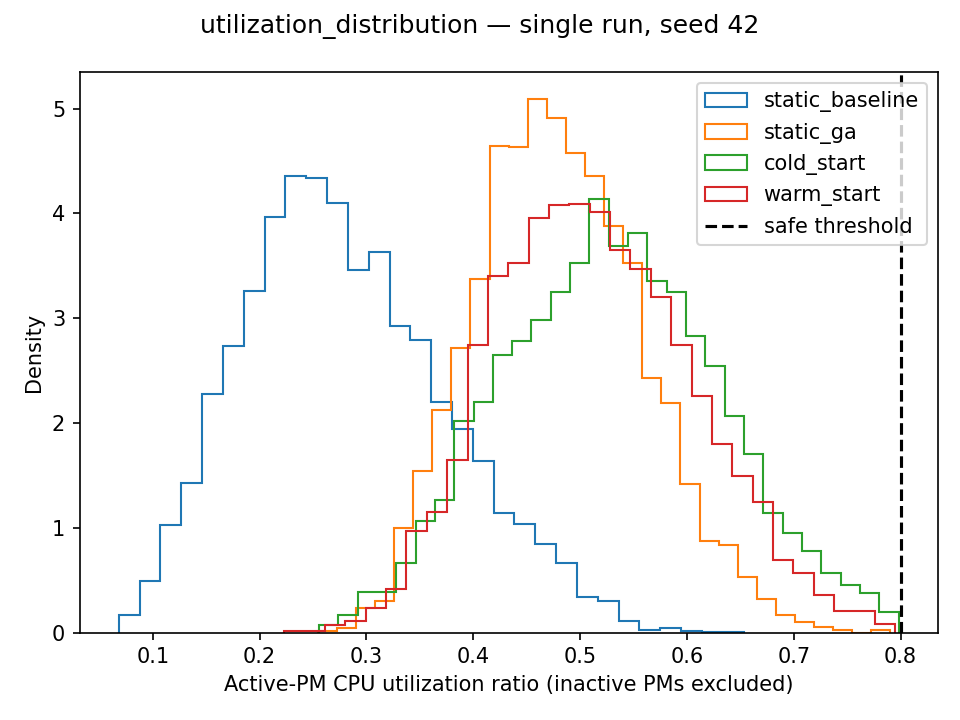 utilization_distribution — single run, seed 42
5
4
3
2
1
0
Density
static_baseline
static_ga
cold_start
warm_start
safe threshold
0.1 0.2 0.3 0.4 0.5 0.6 0.7 0.8
Active-PM CPU utilization ratio (inactive PMs excluded)